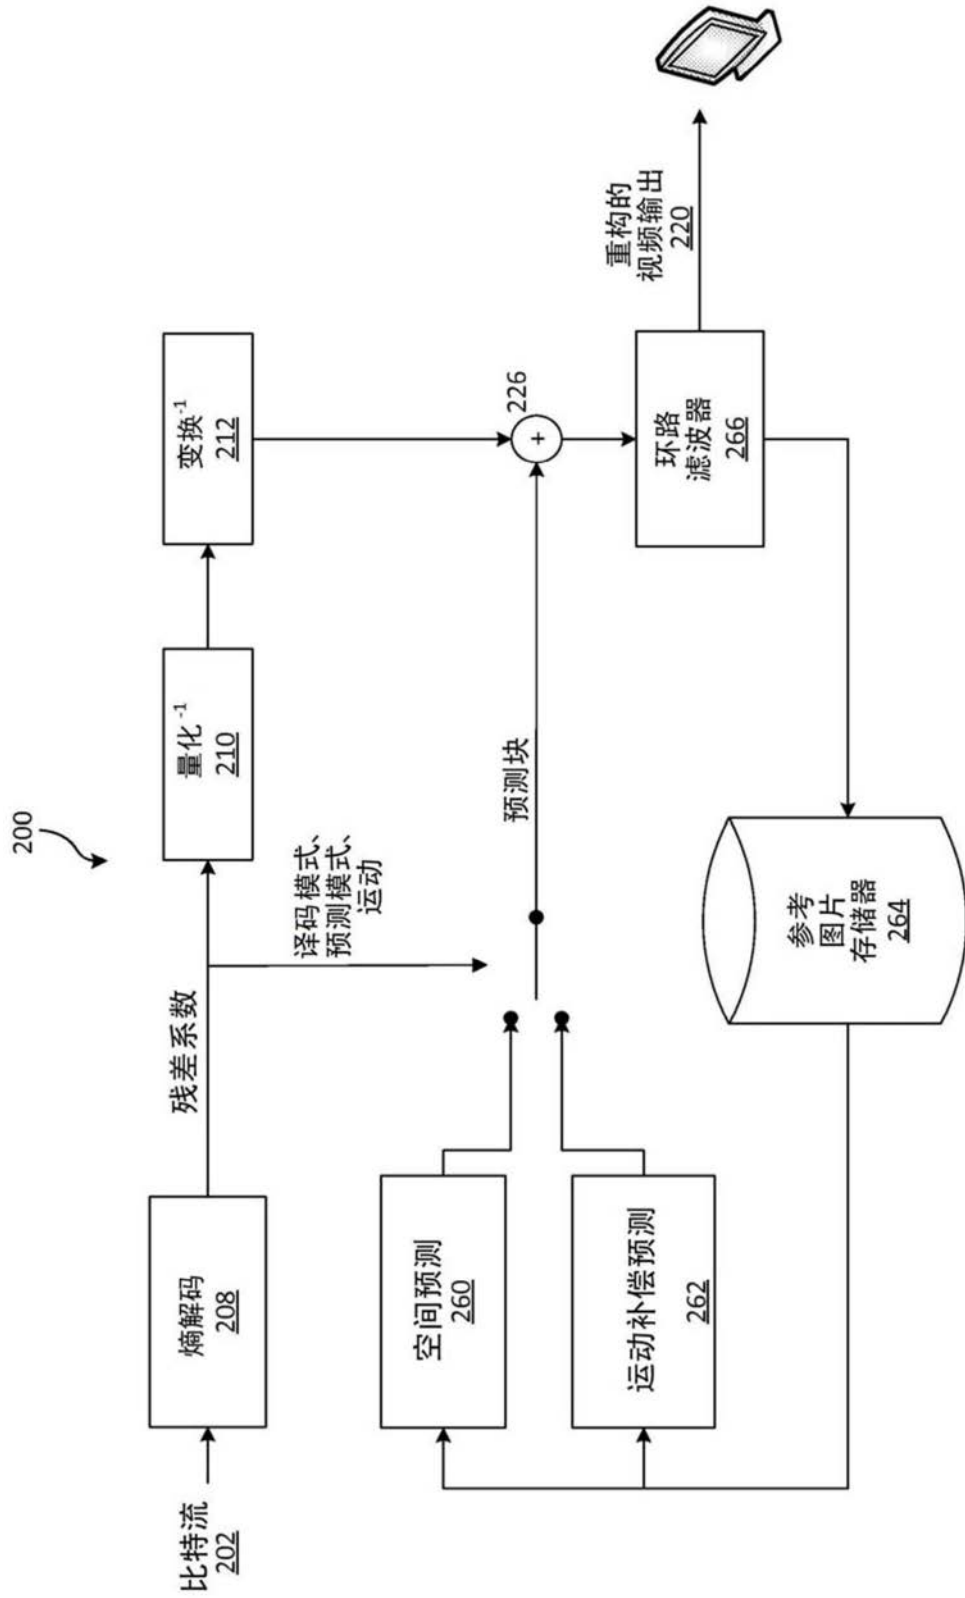 200
比特流
202
熵解码
208
残差系数
量化-1
210
变换-1
212
译码模式、
预测模式、
运动
空间预测
260
运动补偿预测
262
预测块
226
+
环路
滤波器
266
重构的
视频输出
220
参考
图片
存储器
264